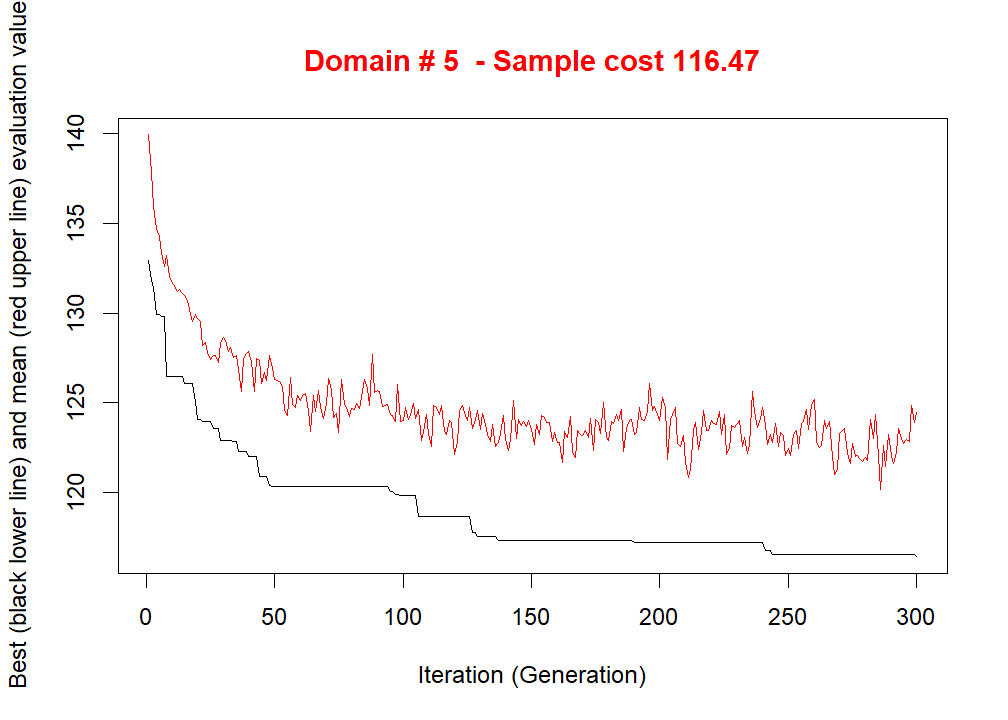 Domain # 5  - Sample cost 116.47
Best (black lower line) and mean (red upper line) evaluation value
140
135
130
125
120
0 50 100 150 200 250 300
Iteration (Generation)